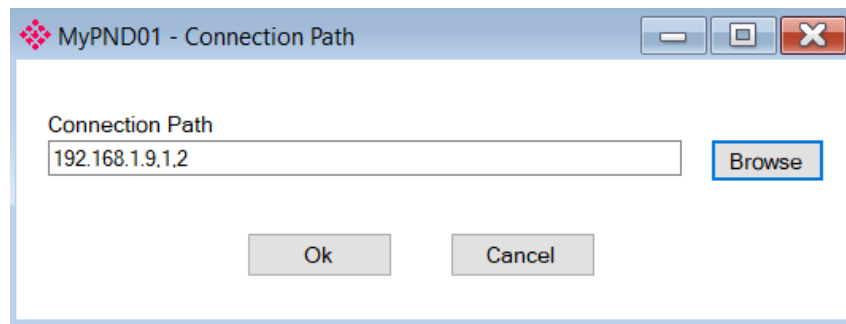 MyPND01 - Connection Path
Connection Path
192.168.1.9,1,2
Browse
Ok
Cancel